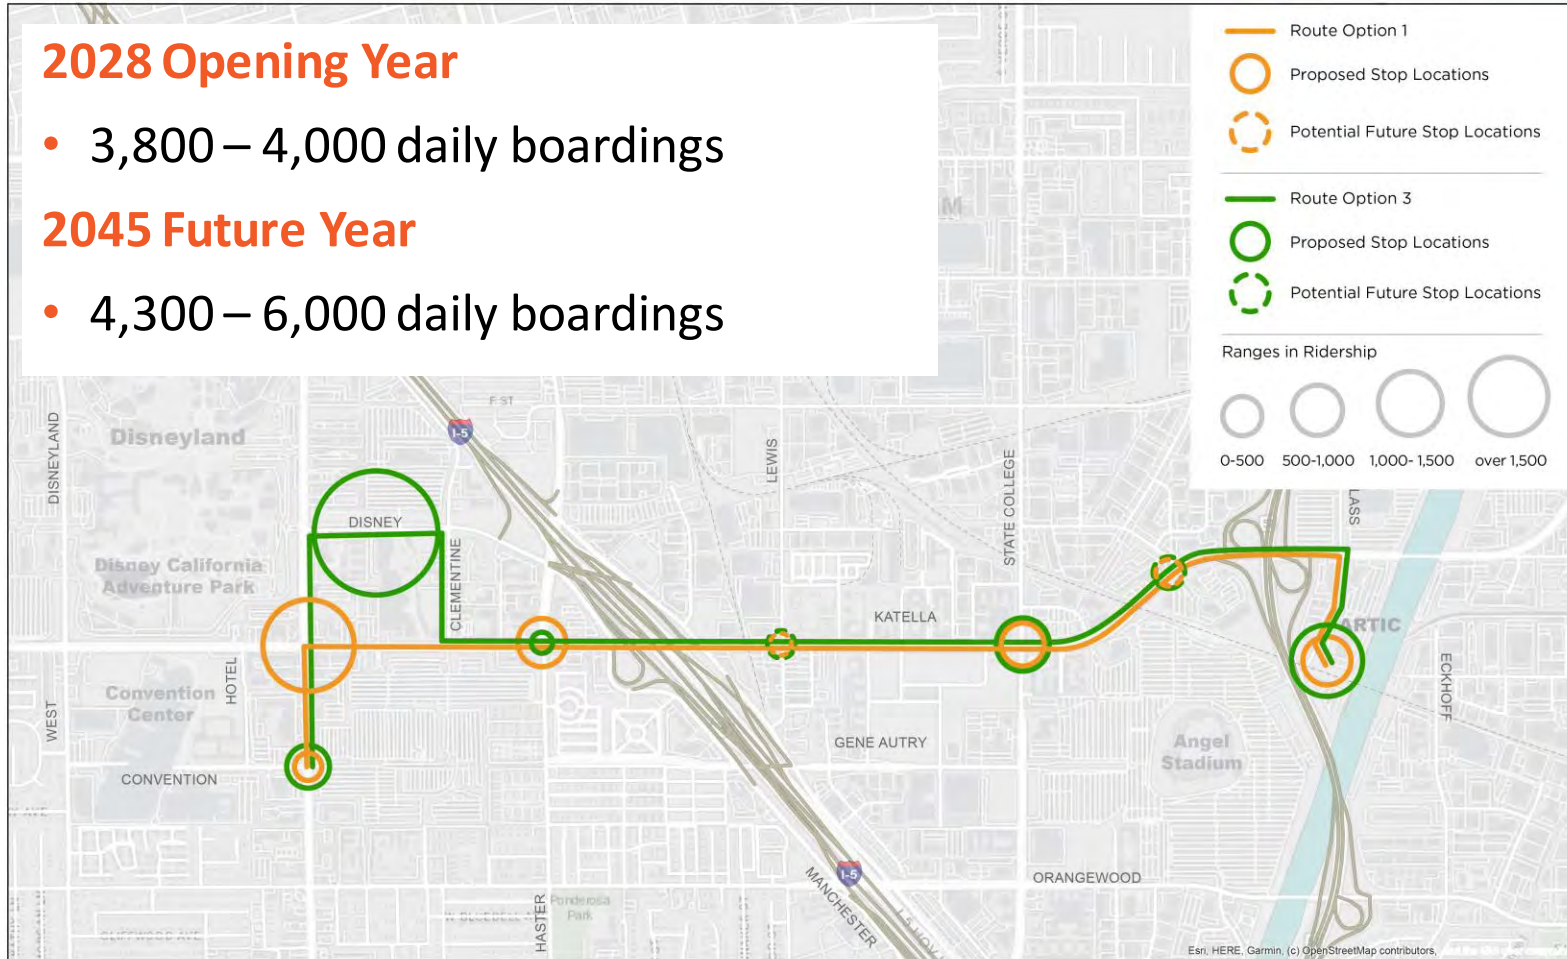 2028 Opening Year
• 3,800 – 4,000 daily boardings
2045 Future Year
• 4,300 – 6,000 daily boardings
Route Option 1
Proposed Stop Locations
Potential Future Stop Locations
Route Option 3
Proposed Stop Locations
Potential Future Stop Locations
Ranges in Ridership
0-500 500-1,000 1,000- 1,500 over 1,500
F ST
I-5
DISNEYLAND
Disneyland
LEWIS
STATE COLLEGE
LASS
DISNEY
Disney California
Adventure Park
CLEMENTINE
KATELLA
ARTIC
HOTEL
Convention
Center
WEST
ECKHOFF
GENE AUTRY
Angel
Stadium
CONVENTION
I-5
MANCHESTER
ORANGEWOOD
HASTER
Ponderosa
Park
Esri, HERE, Garmin, (c) OpenStreetMap contributors,